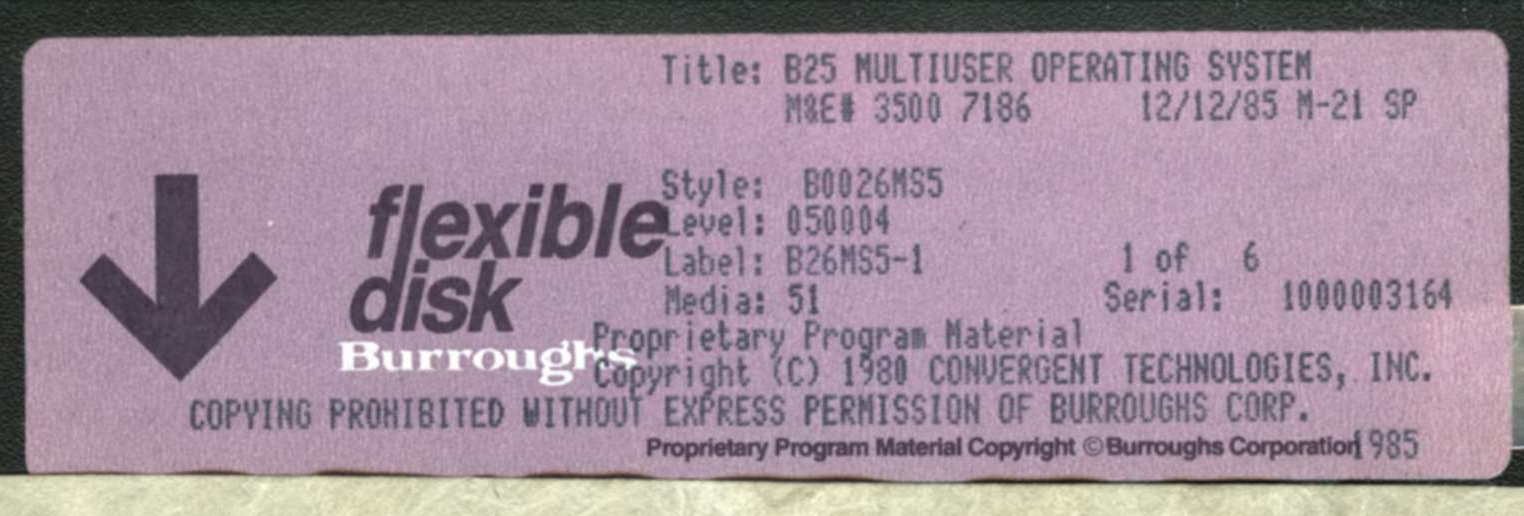 Title: B25 MULTIUSER OPERATING SYSTEM
M&E# 3500 7186 12/12/85 M-21 SP
flexible
disk
Burroughs
Style: B0026MS5
Level: 050004
Label: B26MS5-1 1 of 6
Media: 51 Serial: 1000003164
Proprietary Program Material
Copyright (C) 1980 CONVERGENT TECHNOLOGIES, INC.
COPYING PROHIBITED WITHOUT EXPRESS PERMISSION OF BURROUGHS CORP.
Proprietary Program Material Copyright © Burroughs Corporation 1985